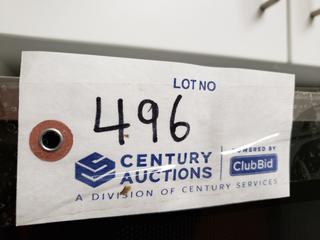 LOT NO
496
CENTURY AUCTIONS
POWERED BY
ClubBid
A DIVISION OF CENTURY SERVICES